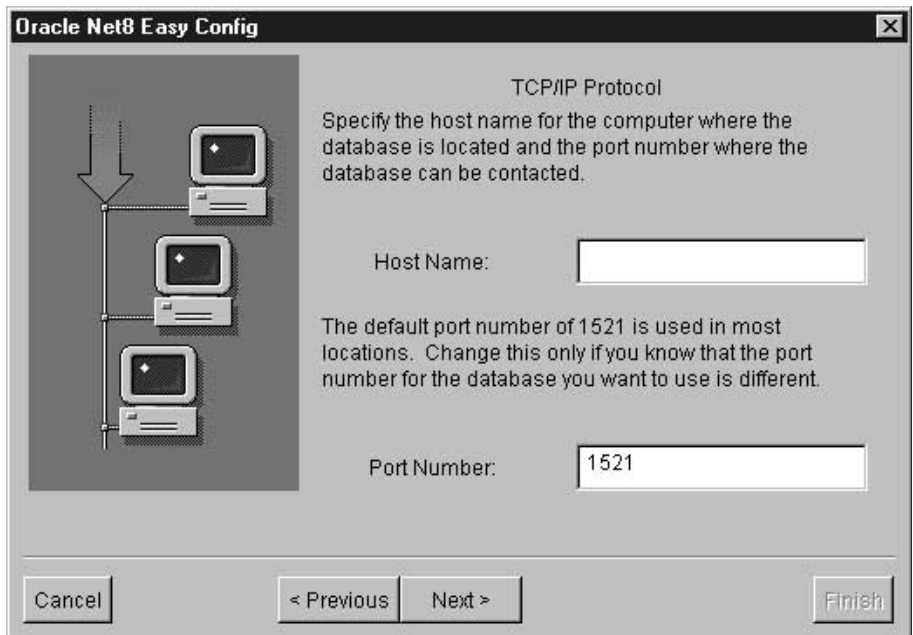 Oracle Net8 Easy Config
TCP/IP Protocol
Specify the host name for the computer where the
database is located and the port number where the
database can be contacted.
Host Name:
The default port number of 1521 is used in most
locations.  Change this only if you know that the port
number for the database you want to use is different.
Port Number:
1521
Cancel
< Previous
Next >
Finish